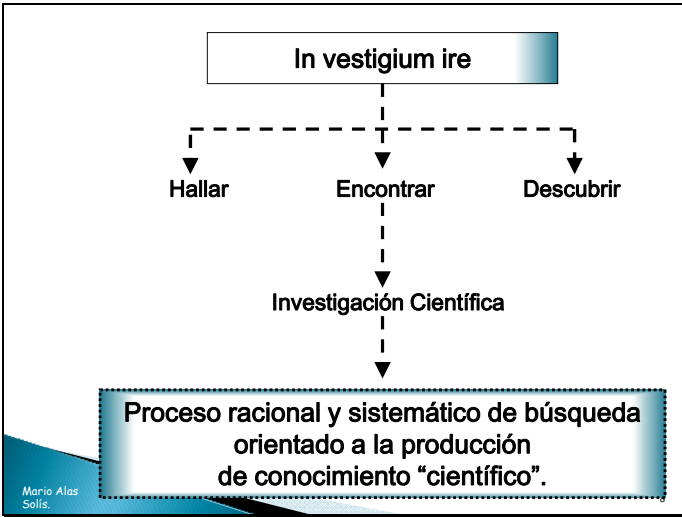 In vestigium ire
Hallar
Encontrar
Descubrir
Investigación Científica
Proceso racional y sistemático de búsqueda
orientado a la producción
de conocimiento “científico”.
Mario Alas
Solís.